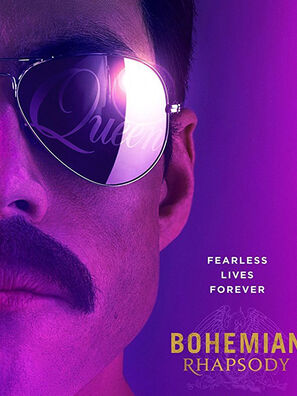 Queen
FEARLESS
LIVES
FOREVER
BOHEMIAN
RHAPSODY